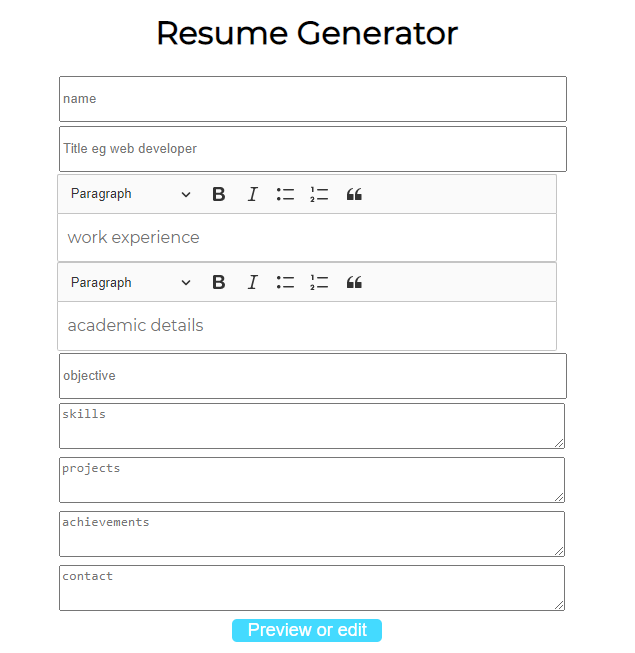 Resume Generator
name
Title eg web developer
Paragraph B I
work experience
Paragraph B I
academic details
objective
skills
projects
achievements
contact
Preview or edit